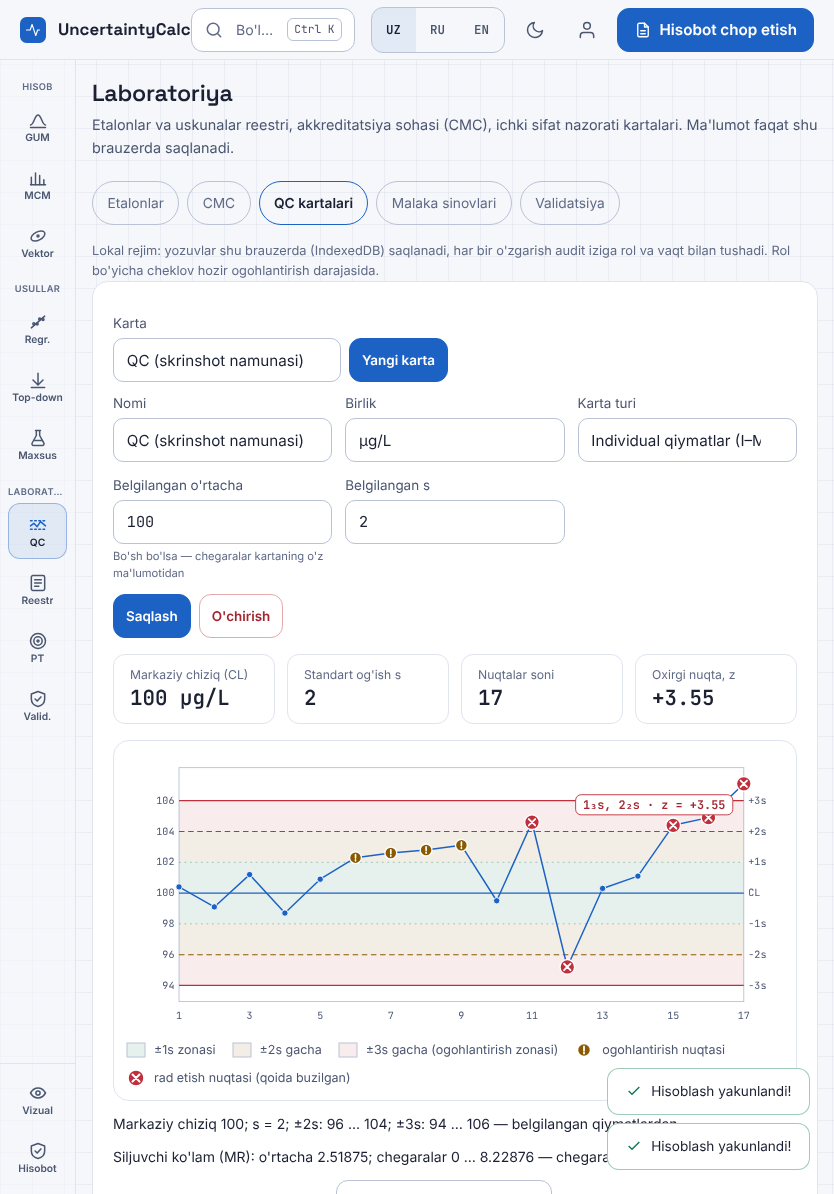 UncertaintyCalc
Bo'l... Ctrl K
UZ RU EN
Hisobot chop etish
HISOB
GUM
MCM
Vektor
USULLAR
Regr.
Top-down
Maxsus
LABORAT...
QC
Reestr
PT
Valid.
Vizual
Hisobot
Laboratoriya
Etalonlar va uskunalar reestri, akkreditatsiya sohasi (CMC), ichki sifat nazorati kartalari. Ma'lumot faqat shu
brauzerda saqlanadi.
Etalonlar CMC QC kartalari Malaka sinovlari Validatsiya
Lokal rejim: yozuvlar shu brauzerda (IndexedDB) saqlanadi, har bir o'zgarish audit iziga rol va vaqt bilan tushadi. Rol
bo'yicha cheklov hozir ogohlantirish darajasida.
Karta
QC (skrinshot namunasi) Yangi karta
Nomi Birlik Karta turi
QC (skrinshot namunasi) µg/L Individual qiymatlar (I–M
Belgilangan o'rtacha Belgilangan s
100 2
Bo'sh bo'lsa — chegaralar kartaning o'z
ma'lumotidan
Saqlash O'chirish
Markaziy chiziq (CL) Standart og'ish s Nuqtalar soni Oxirgi nuqta, z
100 µg/L 2 17 +3.55
1₃s, 2₂s · z = +3.55
106 +3s
104 +2s
102 +1s
100 CL
98 -1s
96 -2s
94 -3s
1 3 5 7 9 11 13 15 17
±1s zonasi ±2s gacha ±3s gacha (ogohlantirish zonasi) ogohlantirish nuqtasi
rad etish nuqtasi (qoida buzilgan)
Markaziy chiziq 100; s = 2; ±2s: 96 … 104; ±3s: 94 … 106 — belgilangan qiymatlardan
Siljuvchi ko'lam (MR): o'rtacha 2.51875; chegaralar 0 … 8.22876 — chegara
Hisoblash yakunlandi!
Hisoblash yakunlandi!